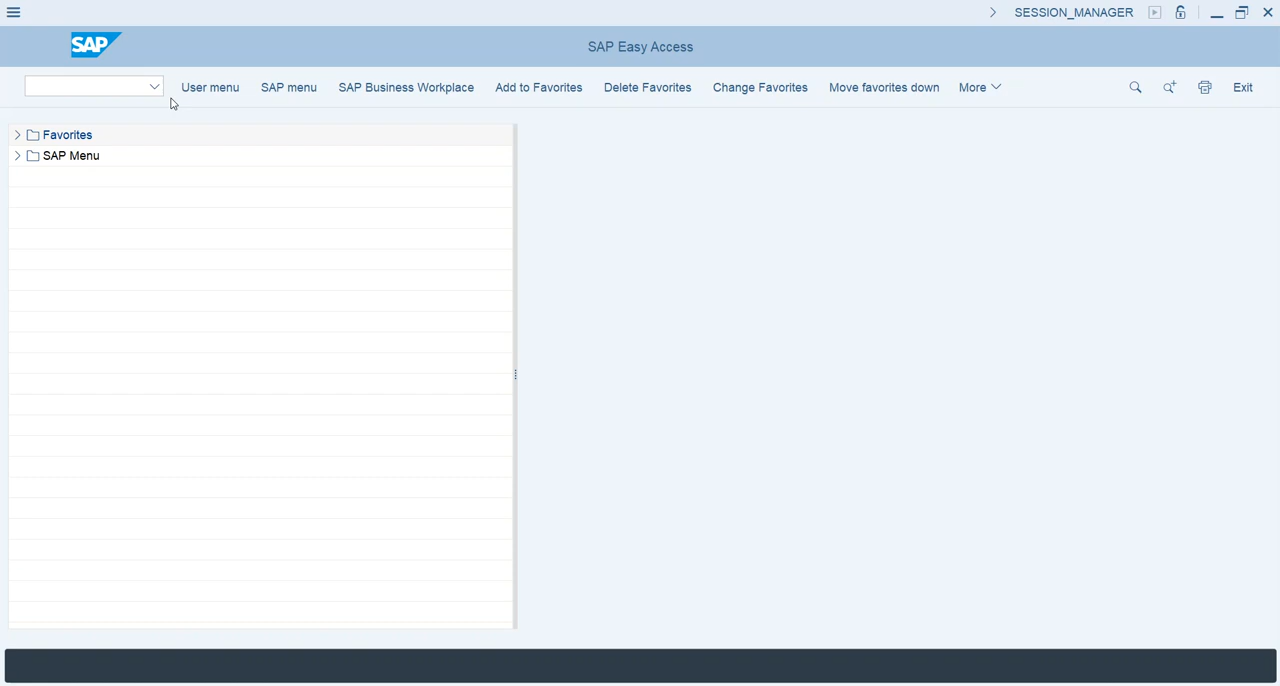 SESSION_MANAGER
SAP
SAP Easy Access
User menu SAP menu SAP Business Workplace Add to Favorites Delete Favorites Change Favorites Move favorites down More Exit
Favorites
SAP Menu